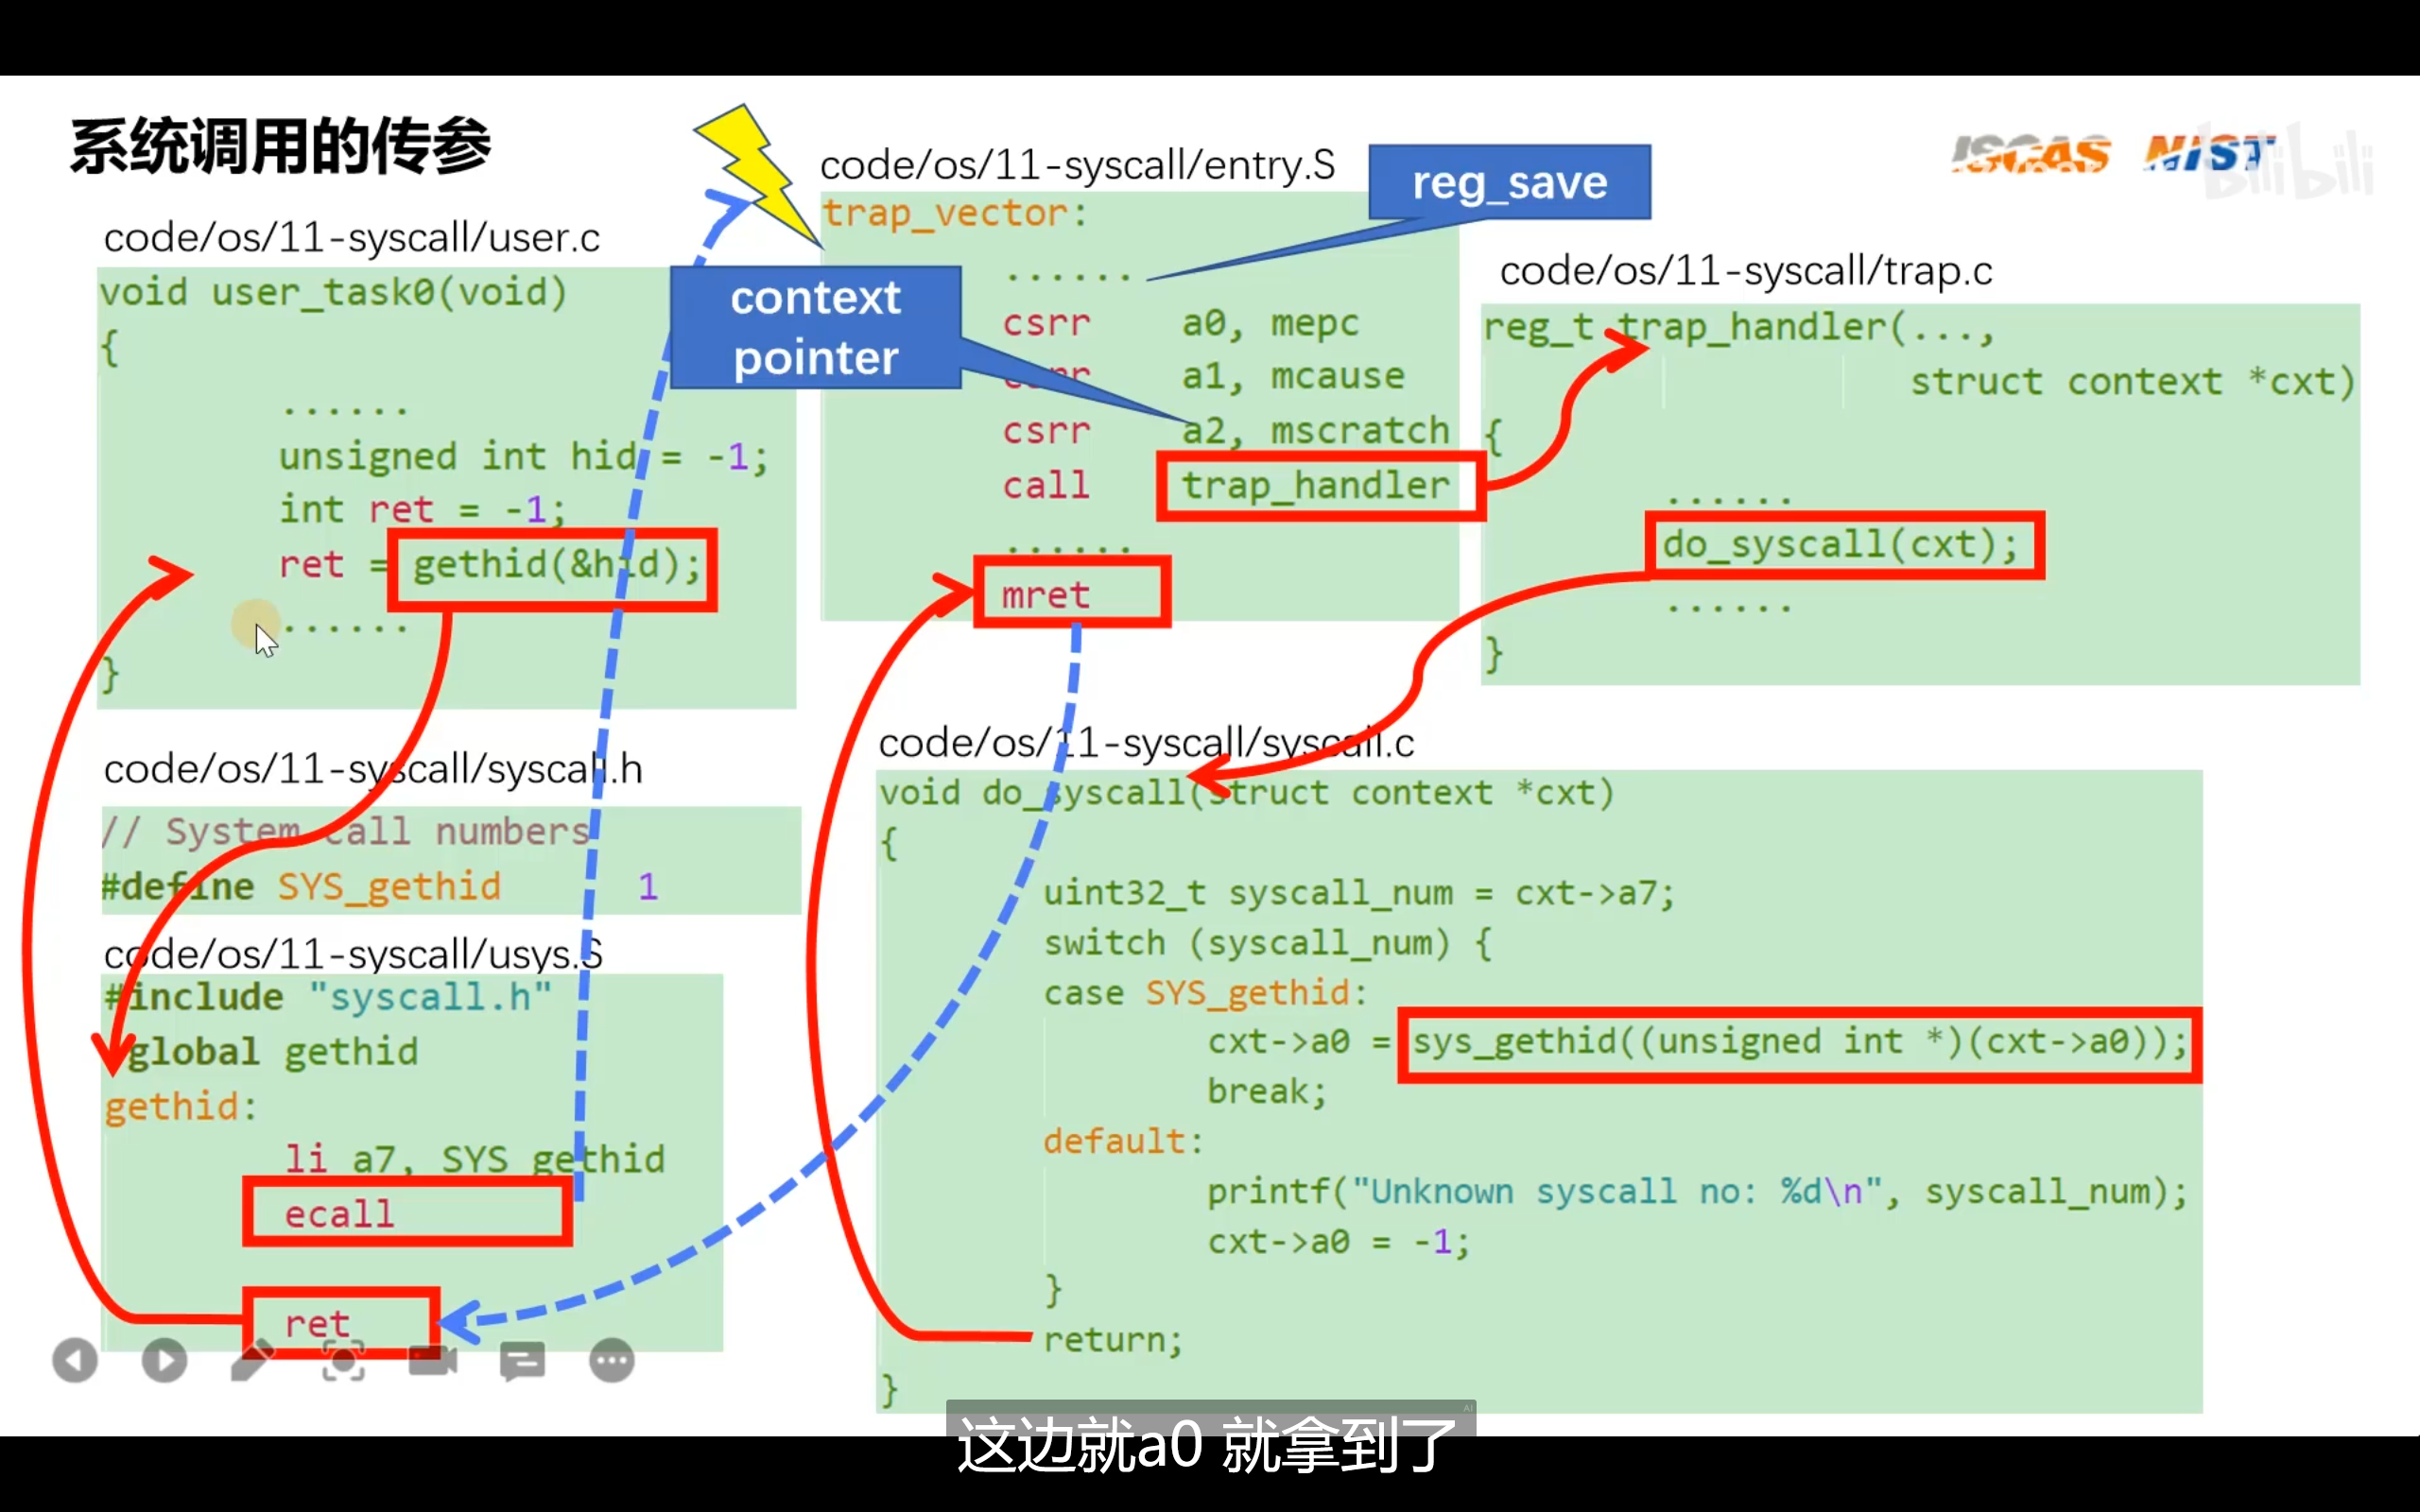 系统调用的传参
ISCAS NIST
bilibili
code/os/11-syscall/user.c
void user_task0(void)
{
......
unsigned int hid = -1;
int ret = -1;
ret = gethid(&hid);
......
}
code/os/11-syscall/syscall.h
// System call numbers
#define SYS_gethid 1
code/os/11-syscall/usys.S
#include "syscall.h"
global gethid
gethid:
li a7, SYS_gethid
ecall
ret
code/os/11-syscall/entry.S
reg_save
trap_vector:
......
context
pointer
csrr a0, mepc
csrr a1, mcause
csrr a2, mscratch
call trap_handler
......
mret
code/os/11-syscall/trap.c
reg_t trap_handler(...,
struct context *cxt)
{
......
do_syscall(cxt);
......
}
code/os/11-syscall/syscall.c
void do_syscall(struct context *cxt)
{
uint32_t syscall_num = cxt->a7;
switch (syscall_num) {
case SYS_gethid:
cxt->a0 = sys_gethid((unsigned int *)(cxt->a0));
break;
default:
printf("Unknown syscall no: %d\n", syscall_num);
cxt->a0 = -1;
}
return;
}
AI
这边就a0 就拿到了